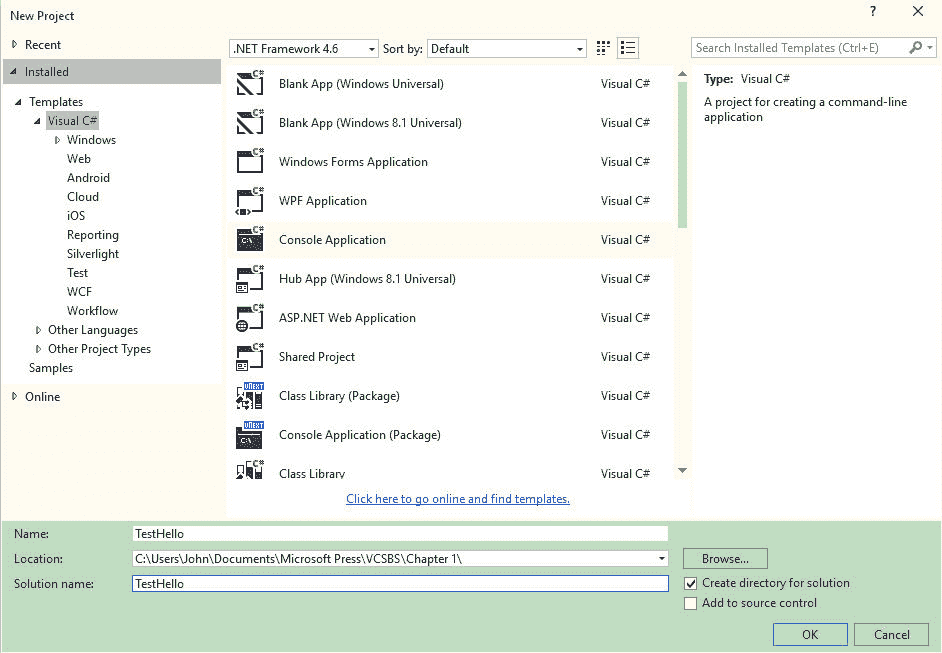 New Project
? ×
Recent
.NET Framework 4.6 Sort by: Default
Search Installed Templates (Ctrl+E)
Installed
Templates
Visual C#
Windows
Web
Android
Cloud
iOS
Reporting
Silverlight
Test
WCF
Workflow
Other Languages
Other Project Types
Samples
Online
C# Blank App (Windows Universal) Visual C#
C# Blank App (Windows 8.1 Universal) Visual C#
C# Windows Forms Application Visual C#
C# WPF Application Visual C#
C# C:\ Console Application Visual C#
C# Hub App (Windows 8.1 Universal) Visual C#
C# ASP.NET Web Application Visual C#
C# Shared Project Visual C#
VNEXT Class Library (Package) Visual C#
VNEXT C:\ Console Application (Package) Visual C#
C# Class Library Visual C#
Click here to go online and find templates.
Type: Visual C#
A project for creating a command-line
application
Name: TestHello
Location: C:\Users\John\Documents\Microsoft Press\VCSBS\Chapter 1\
Browse...
Solution name: TestHello
Create directory for solution
Add to source control
OK Cancel